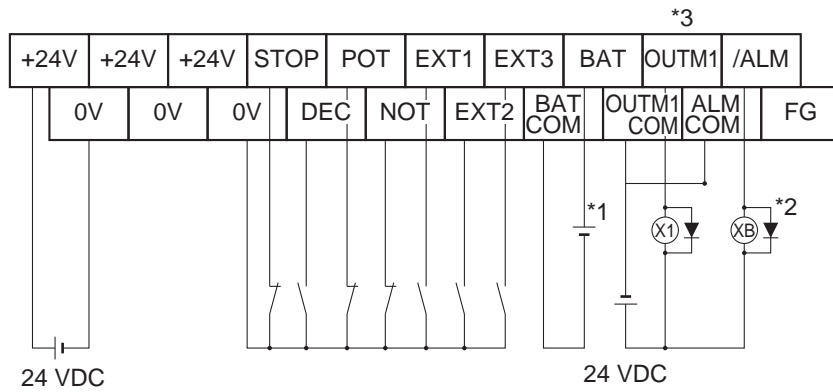 *3
+24V +24V +24V STOP POT EXT1 EXT3 BAT OUTM1 /ALM
0V 0V 0V DEC NOT EXT2 BAT COM OUTM1 COM ALM COM FG
*1 *2
X1 XB
24 VDC 24 VDC